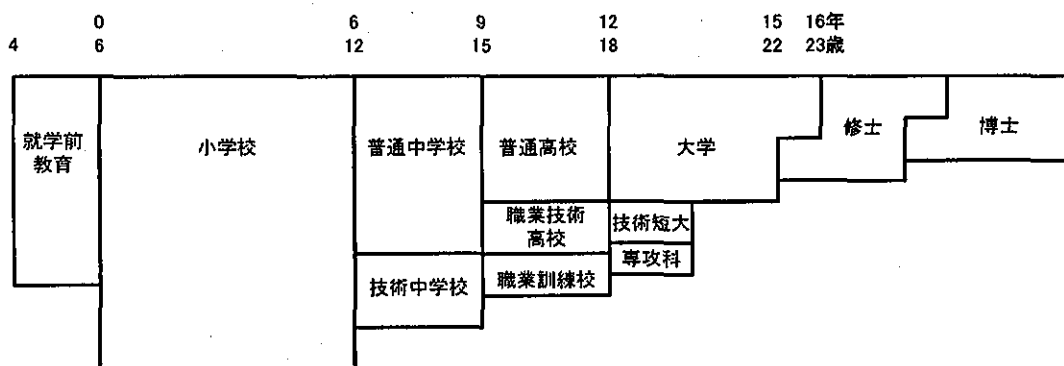 0 6 9 12 15 16年
4 6 12 15 18 22 23歳
就学前
教育
小学校
普通中学校
普通高校
大学
修士
博士
職業技術
高校
技術短大
専攻科
技術中学校
職業訓練校